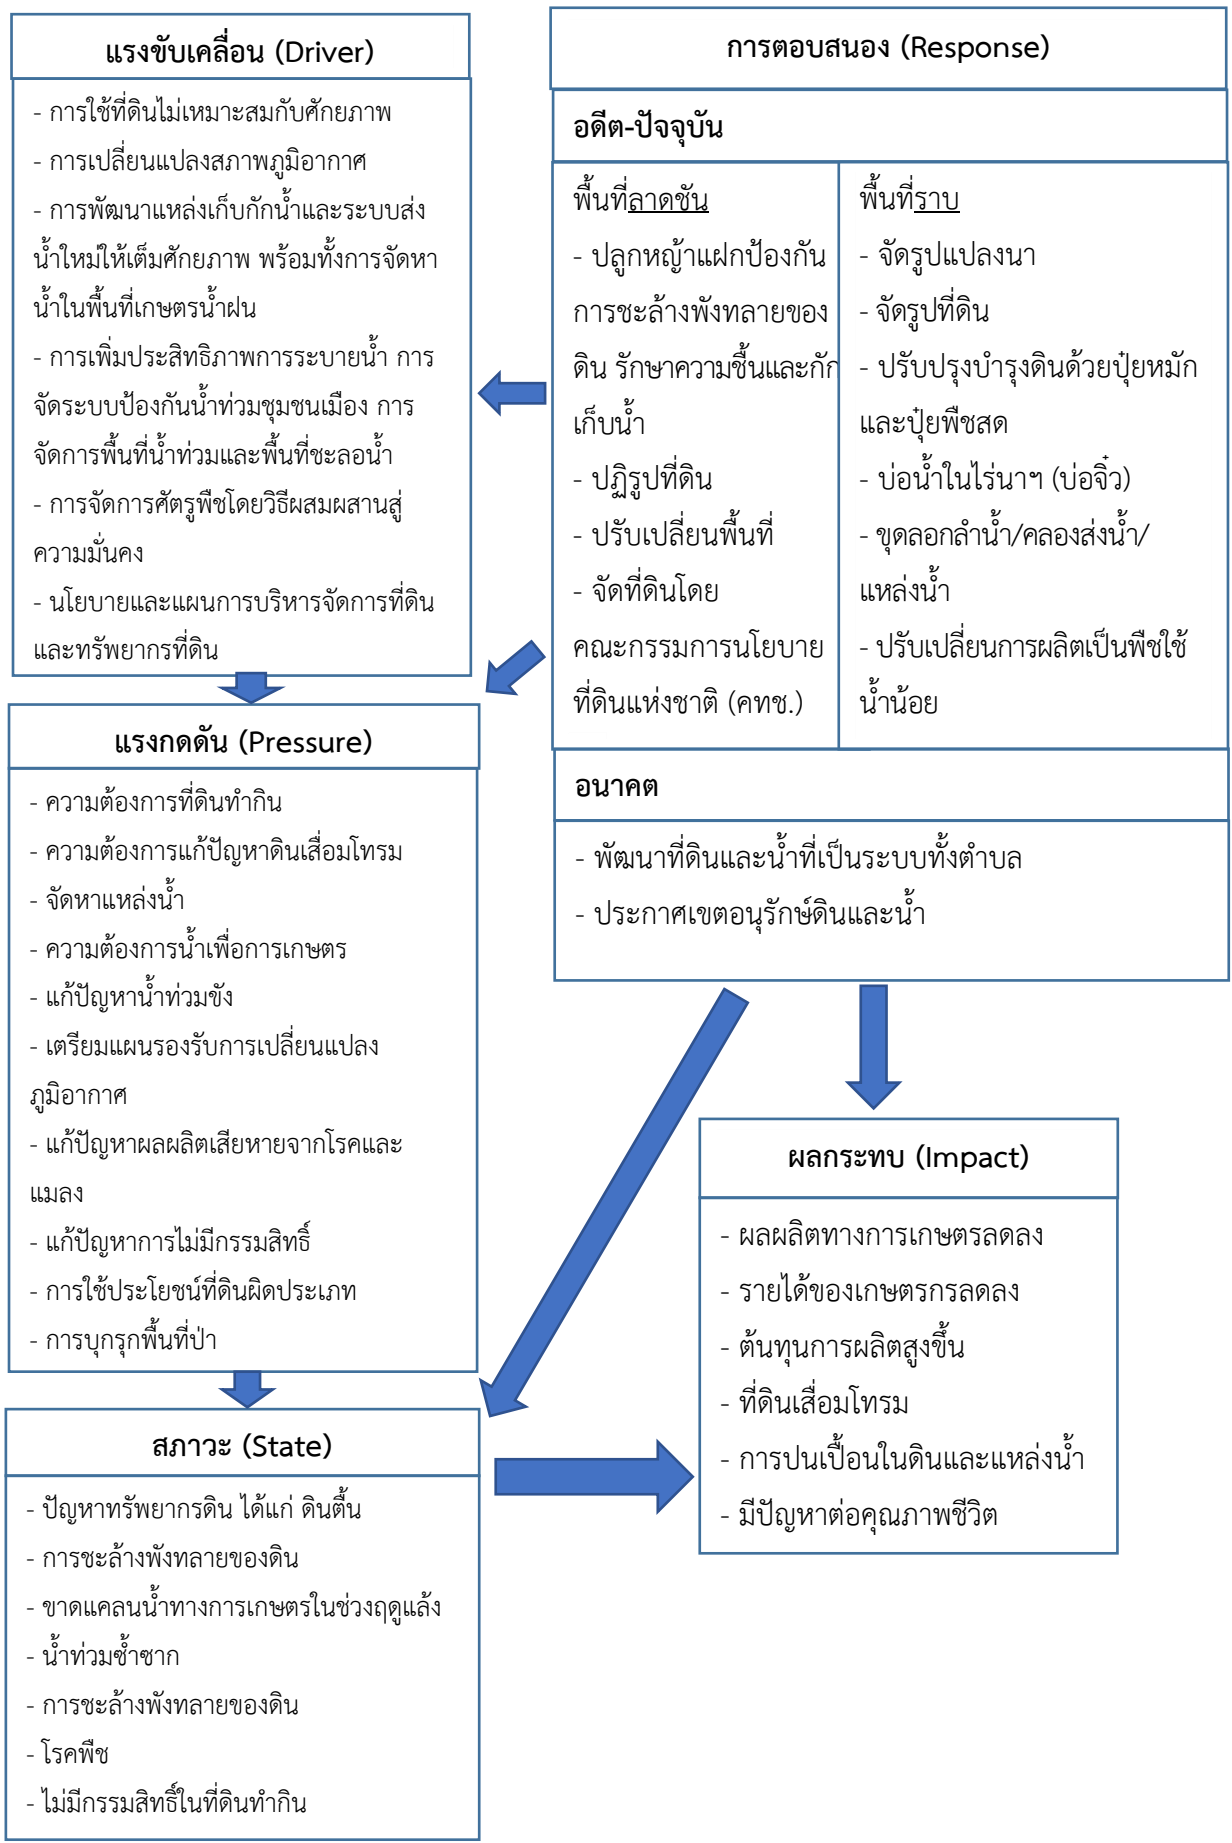 แรงขับเคลื่อน (Driver)
- การใช้ที่ดินไม่เหมาะสมกับศักยภาพ
- การเปลี่ยนแปลงสภาพภูมิอากาศ
- การพัฒนาแหล่งเก็บกักน้ำและระบบส่ง
น้ำใหม่ให้เต็มศักยภาพ พร้อมทั้งการจัดหา
น้ำในพื้นที่เกษตรน้ำฝน
- การเพิ่มประสิทธิภาพการระบายน้ำ การ
จัดระบบป้องกันน้ำท่วมชุมชนเมือง การ
จัดการพื้นที่น้ำท่วมและพื้นที่ชะลอน้ำ
- การจัดการศัตรูพืชโดยวิธีผสมผสานสู่
ความมั่นคง
- นโยบายและแผนการบริหารจัดการที่ดิน
และทรัพยากรที่ดิน
แรงกดดัน (Pressure)
- ความต้องการที่ดินทำกิน
- ความต้องการแก้ปัญหาดินเสื่อมโทรม
- จัดหาแหล่งน้ำ
- ความต้องการน้ำเพื่อการเกษตร
- แก้ปัญหาน้ำท่วมขัง
- เตรียมแผนรองรับการเปลี่ยนแปลง
ภูมิอากาศ
- แก้ปัญหาผลผลิตเสียหายจากโรคและ
แมลง
- แก้ปัญหาการไม่มีกรรมสิทธิ์
- การใช้ประโยชน์ที่ดินผิดประเภท
- การบุกรุกพื้นที่ป่า
สภาวะ (State)
- ปัญหาทรัพยากรดิน ได้แก่ ดินตื้น
- การชะล้างพังทลายของดิน
- ขาดแคลนน้ำทางการเกษตรในช่วงฤดูแล้ง
- น้ำท่วมซ้ำซาก
- การชะล้างพังทลายของดิน
- โรคพืช
- ไม่มีกรรมสิทธิ์ในที่ดินทำกิน
การตอบสนอง (Response)
อดีต-ปัจจุบัน
พื้นที่ลาดชัน
- ปลูกหญ้าแฝกป้องกัน
การชะล้างพังทลายของ
ดิน รักษาความชื้นและกัก
เก็บน้ำ
- ปฏิรูปที่ดิน
- ปรับเปลี่ยนพื้นที่
- จัดที่ดินโดย
คณะกรรมการนโยบาย
ที่ดินแห่งชาติ (คทช.)
พื้นที่ราบ
- จัดรูปแปลงนา
- จัดรูปที่ดิน
- ปรับปรุงบำรุงดินด้วยปุ๋ยหมัก
และปุ๋ยพืชสด
- บ่อน้ำในไร่นาฯ (บ่อจิ๋ว)
- ขุดลอกลำน้ำ/คลองส่งน้ำ/
แหล่งน้ำ
- ปรับเปลี่ยนการผลิตเป็นพืชใช้
น้ำน้อย
อนาคต
- พัฒนาที่ดินและน้ำที่เป็นระบบทั้งตำบล
- ประกาศเขตอนุรักษ์ดินและน้ำ
ผลกระทบ (Impact)
- ผลผลิตทางการเกษตรลดลง
- รายได้ของเกษตรกรลดลง
- ต้นทุนการผลิตสูงขึ้น
- ที่ดินเสื่อมโทรม
- การปนเปื้อนในดินและแหล่งน้ำ
- มีปัญหาต่อคุณภาพชีวิต